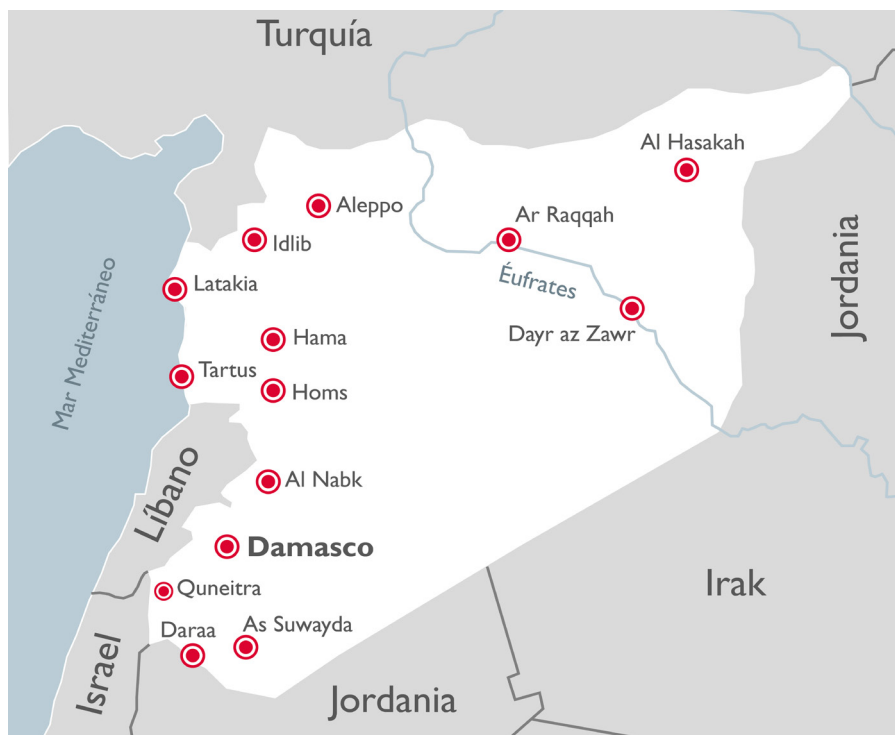 Turquía
Al Hasakah
Aleppo
Ar Raqqah
Idlib
Jordania
Éufrates
Latakia
Mar Mediterráneo
Dayr az Zawr
Hama
Tartus
Homs
Al Nabk
Líbano
Damasco
Irak
Quneitra
As Suwayda
Daraa
Israel
Jordania